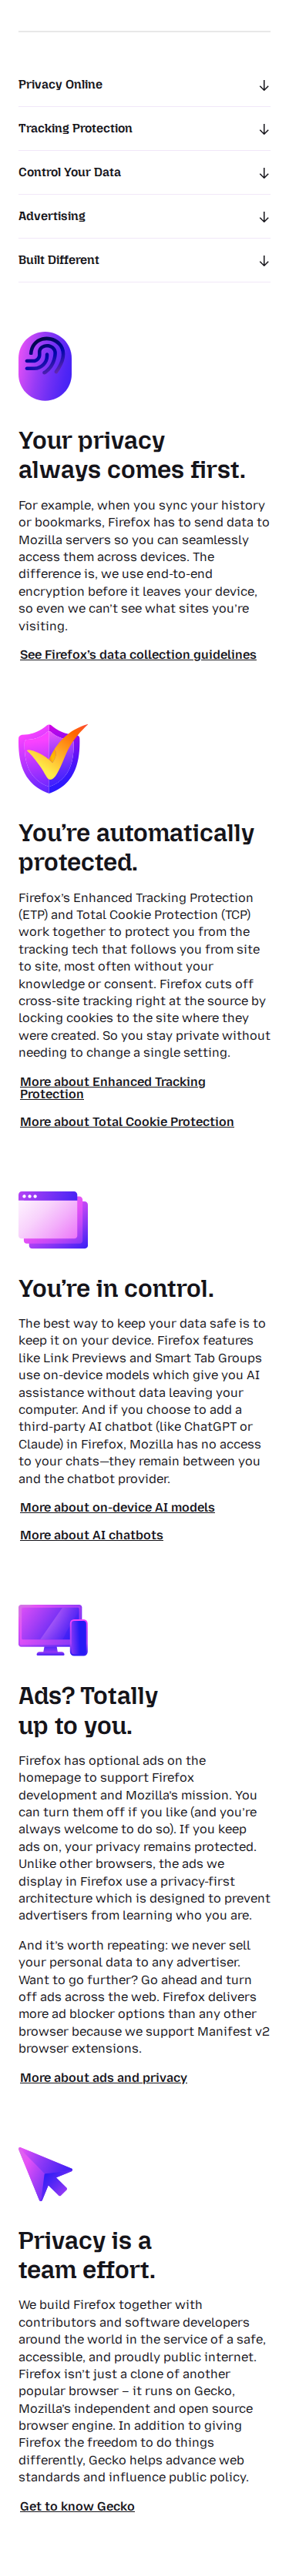 Privacy Online
Tracking Protection
Control Your Data
Advertising
Built Different
Your privacy
always comes first.
For example, when you sync your history
or bookmarks, Firefox has to send data to
Mozilla servers so you can seamlessly
access them across devices. The
difference is, we use end-to-end
encryption before it leaves your device,
so even we can't see what sites you're
visiting.
See Firefox's data collection guidelines
You're automatically
protected.
Firefox's Enhanced Tracking Protection
(ETP) and Total Cookie Protection (TCP)
work together to protect you from the
tracking tech that follows you from site
to site, most often without your
knowledge or consent. Firefox cuts off
cross-site tracking right at the source by
locking cookies to the site where they
were created. So you stay private without
needing to change a single setting.
More about Enhanced Tracking
Protection
More about Total Cookie Protection
You're in control.
The best way to keep your data safe is to
keep it on your device. Firefox features
like Link Previews and Smart Tab Groups
use on-device models which give you AI
assistance without data leaving your
computer. And if you choose to add a
third-party AI chatbot (like ChatGPT or
Claude) in Firefox, Mozilla has no access
to your chats—they remain between you
and the chatbot provider.
More about on-device AI models
More about AI chatbots
Ads? Totally
up to you.
Firefox has optional ads on the
homepage to support Firefox
development and Mozilla's mission. You
can turn them off if you like (and you're
always welcome to do so). If you keep
ads on, your privacy remains protected.
Unlike other browsers, the ads we
display in Firefox use a privacy-first
architecture which is designed to prevent
advertisers from learning who you are.
And it's worth repeating: we never sell
your personal data to any advertiser.
Want to go further? Go ahead and turn
off ads across the web. Firefox delivers
more ad blocker options than any other
browser because we support Manifest v2
browser extensions.
More about ads and privacy
Privacy is a
team effort.
We build Firefox together with
contributors and software developers
around the world in the service of a safe,
accessible, and proudly public internet.
Firefox isn't just a clone of another
popular browser – it runs on Gecko,
Mozilla's independent and open source
browser engine. In addition to giving
Firefox the freedom to do things
differently, Gecko helps advance web
standards and influence public policy.
Get to know Gecko